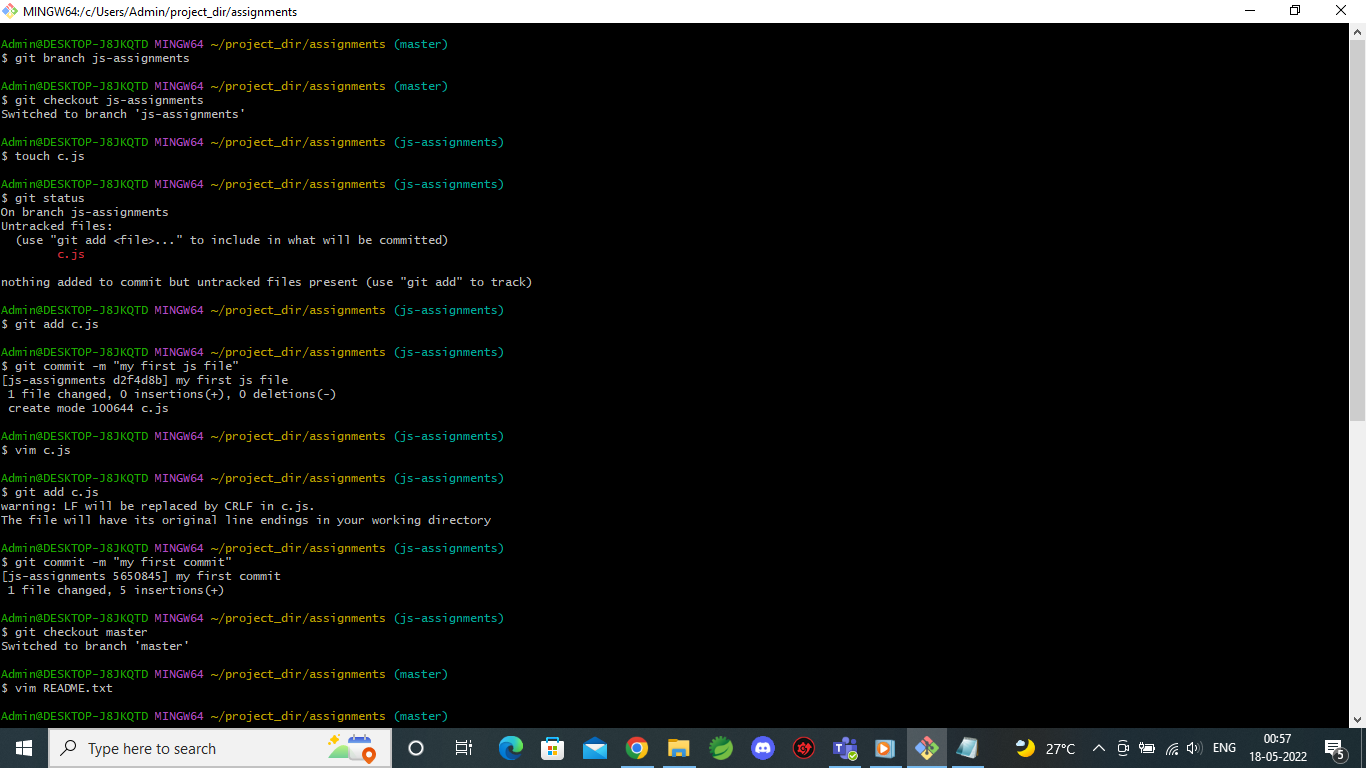 MINGW64:/c/Users/Admin/project_dir/assignments
Admin@DESKTOP-J8JKQTD MINGW64 ~/project_dir/assignments (master)
$ git branch js-assignments
Admin@DESKTOP-J8JKQTD MINGW64 ~/project_dir/assignments (master)
$ git checkout js-assignments
Switched to branch 'js-assignments'
Admin@DESKTOP-J8JKQTD MINGW64 ~/project_dir/assignments (js-assignments)
$ touch c.js
Admin@DESKTOP-J8JKQTD MINGW64 ~/project_dir/assignments (js-assignments)
$ git status
On branch js-assignments
Untracked files:
  (use "git add <file>..." to include in what will be committed)
        c.js
nothing added to commit but untracked files present (use "git add" to track)
Admin@DESKTOP-J8JKQTD MINGW64 ~/project_dir/assignments (js-assignments)
$ git add c.js
Admin@DESKTOP-J8JKQTD MINGW64 ~/project_dir/assignments (js-assignments)
$ git commit -m "my first js file"
[js-assignments d2f4d8b] my first js file
 1 file changed, 0 insertions(+), 0 deletions(-)
 create mode 100644 c.js
Admin@DESKTOP-J8JKQTD MINGW64 ~/project_dir/assignments (js-assignments)
$ vim c.js
Admin@DESKTOP-J8JKQTD MINGW64 ~/project_dir/assignments (js-assignments)
$ git add c.js
warning: LF will be replaced by CRLF in c.js.
The file will have its original line endings in your working directory
Admin@DESKTOP-J8JKQTD MINGW64 ~/project_dir/assignments (js-assignments)
$ git commit -m "my first commit"
[js-assignments 5650845] my first commit
 1 file changed, 5 insertions(+)
Admin@DESKTOP-J8JKQTD MINGW64 ~/project_dir/assignments (js-assignments)
$ git checkout master
Switched to branch 'master'
Admin@DESKTOP-J8JKQTD MINGW64 ~/project_dir/assignments (master)
$ vim README.txt
Admin@DESKTOP-J8JKQTD MINGW64 ~/project_dir/assignments (master)
Type here to search
27°C
ENG
00:57
18-05-2022
5